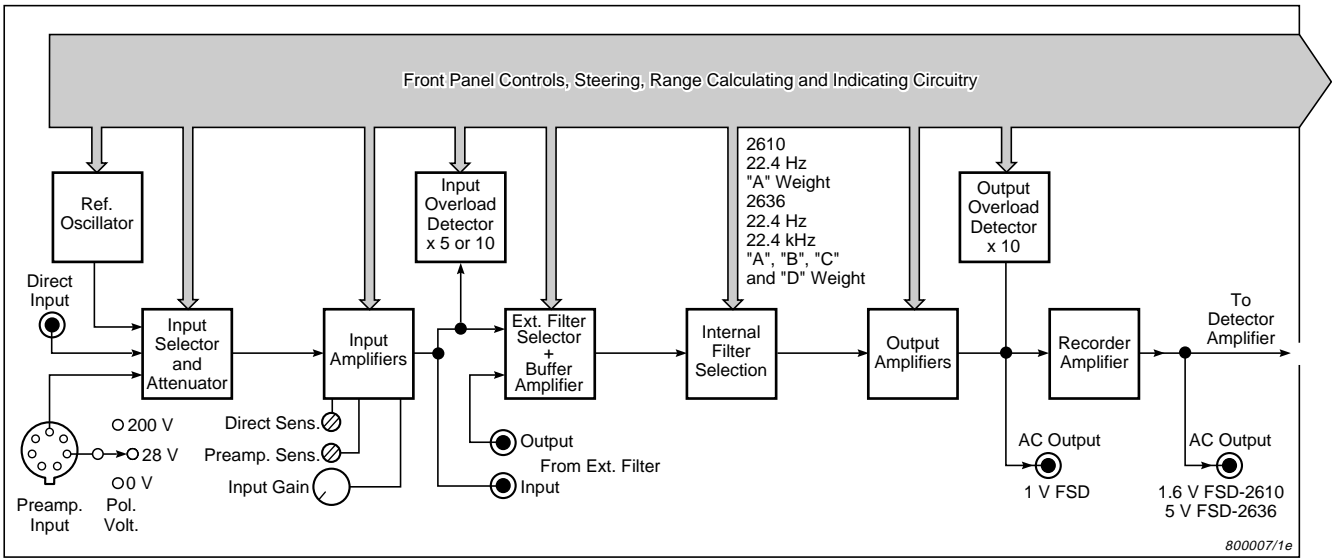 Front Panel Controls, Steering, Range Calculating and Indicating Circuitry
Ref.
Oscillator
Input
Overload
Detector
x 5 or 10
2610
22.4 Hz
"A" Weight
2636
22.4 Hz
22.4 kHz
"A", "B", "C"
and "D" Weight
Output
Overload
Detector
x 10
Direct
Input
Input
Selector
and
Attenuator
Input
Amplifiers
Ext. Filter
Selector
+
Buffer
Amplifier
Internal
Filter
Selection
Output
Amplifiers
Recorder
Amplifier
To
Detector
Amplifier
200 V
28 V
0 V
Pol.
Volt.
Preamp.
Input
Direct Sens.
Preamp. Sens.
Input Gain
Output
From Ext. Filter
Input
AC Output
1 V FSD
AC Output
1.6 V FSD-2610
5 V FSD-2636
800007/1e